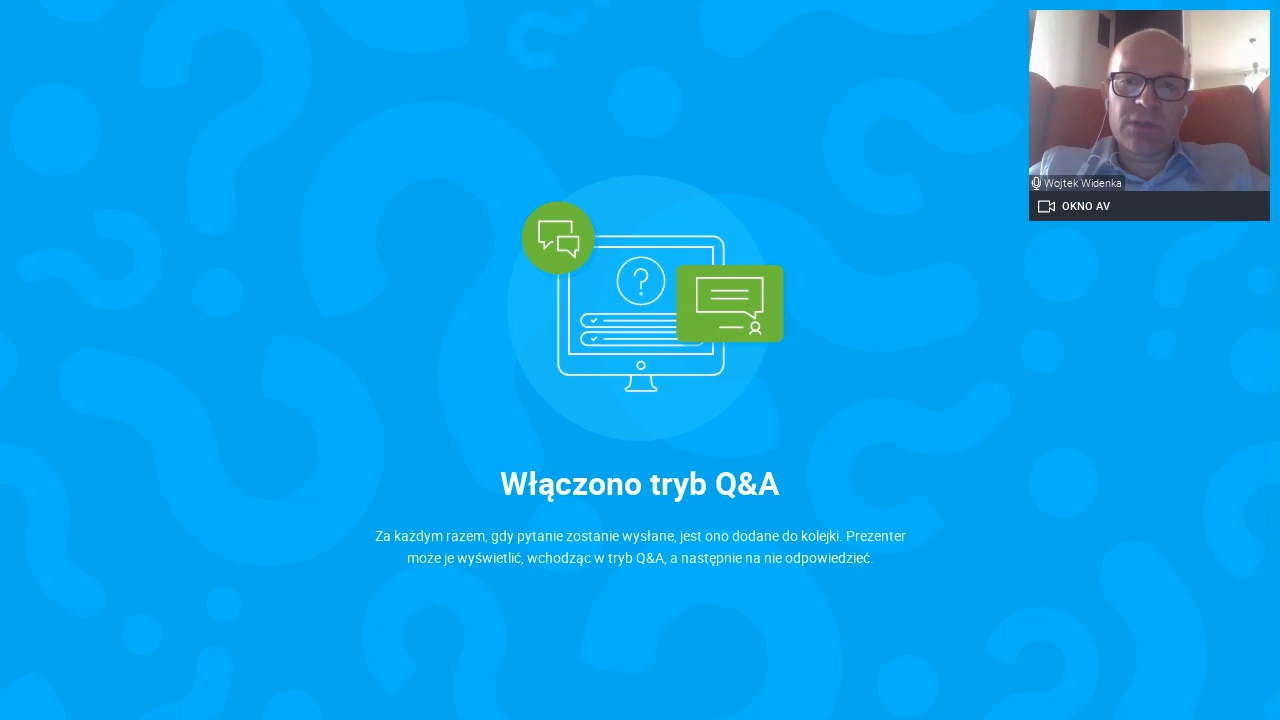 Wojtek Widenka
OKNO AV
?
Włączono tryb Q&A
Za każdym razem, gdy pytanie zostanie wysłane, jest ono dodane do kolejki. Prezenter
może je wyświetlić, wchodząc w tryb Q&A, a następnie na nie odpowiedzieć.